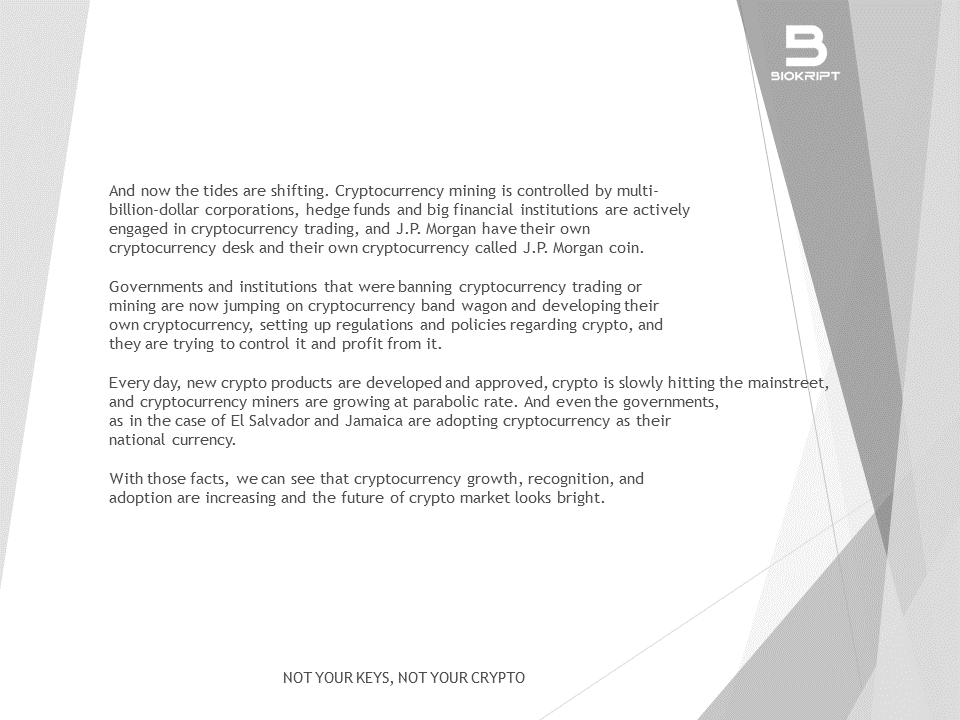 BIOKRIPT
And now the tides are shifting. Cryptocurrency mining is controlled by multi-
billion-dollar corporations, hedge funds and big financial institutions are actively
engaged in cryptocurrency trading, and J.P. Morgan have their own
cryptocurrency desk and their own cryptocurrency called J.P. Morgan coin.
Governments and institutions that were banning cryptocurrency trading or
mining are now jumping on cryptocurrency band wagon and developing their
own cryptocurrency, setting up regulations and policies regarding crypto, and
they are trying to control it and profit from it.
Every day, new crypto products are developed and approved, crypto is slowly hitting the mainstreet,
and cryptocurrency miners are growing at parabolic rate. And even the governments,
as in the case of El Salvador and Jamaica are adopting cryptocurrency as their
national currency.
With those facts, we can see that cryptocurrency growth, recognition, and
adoption are increasing and the future of crypto market looks bright.
NOT YOUR KEYS, NOT YOUR CRYPTO